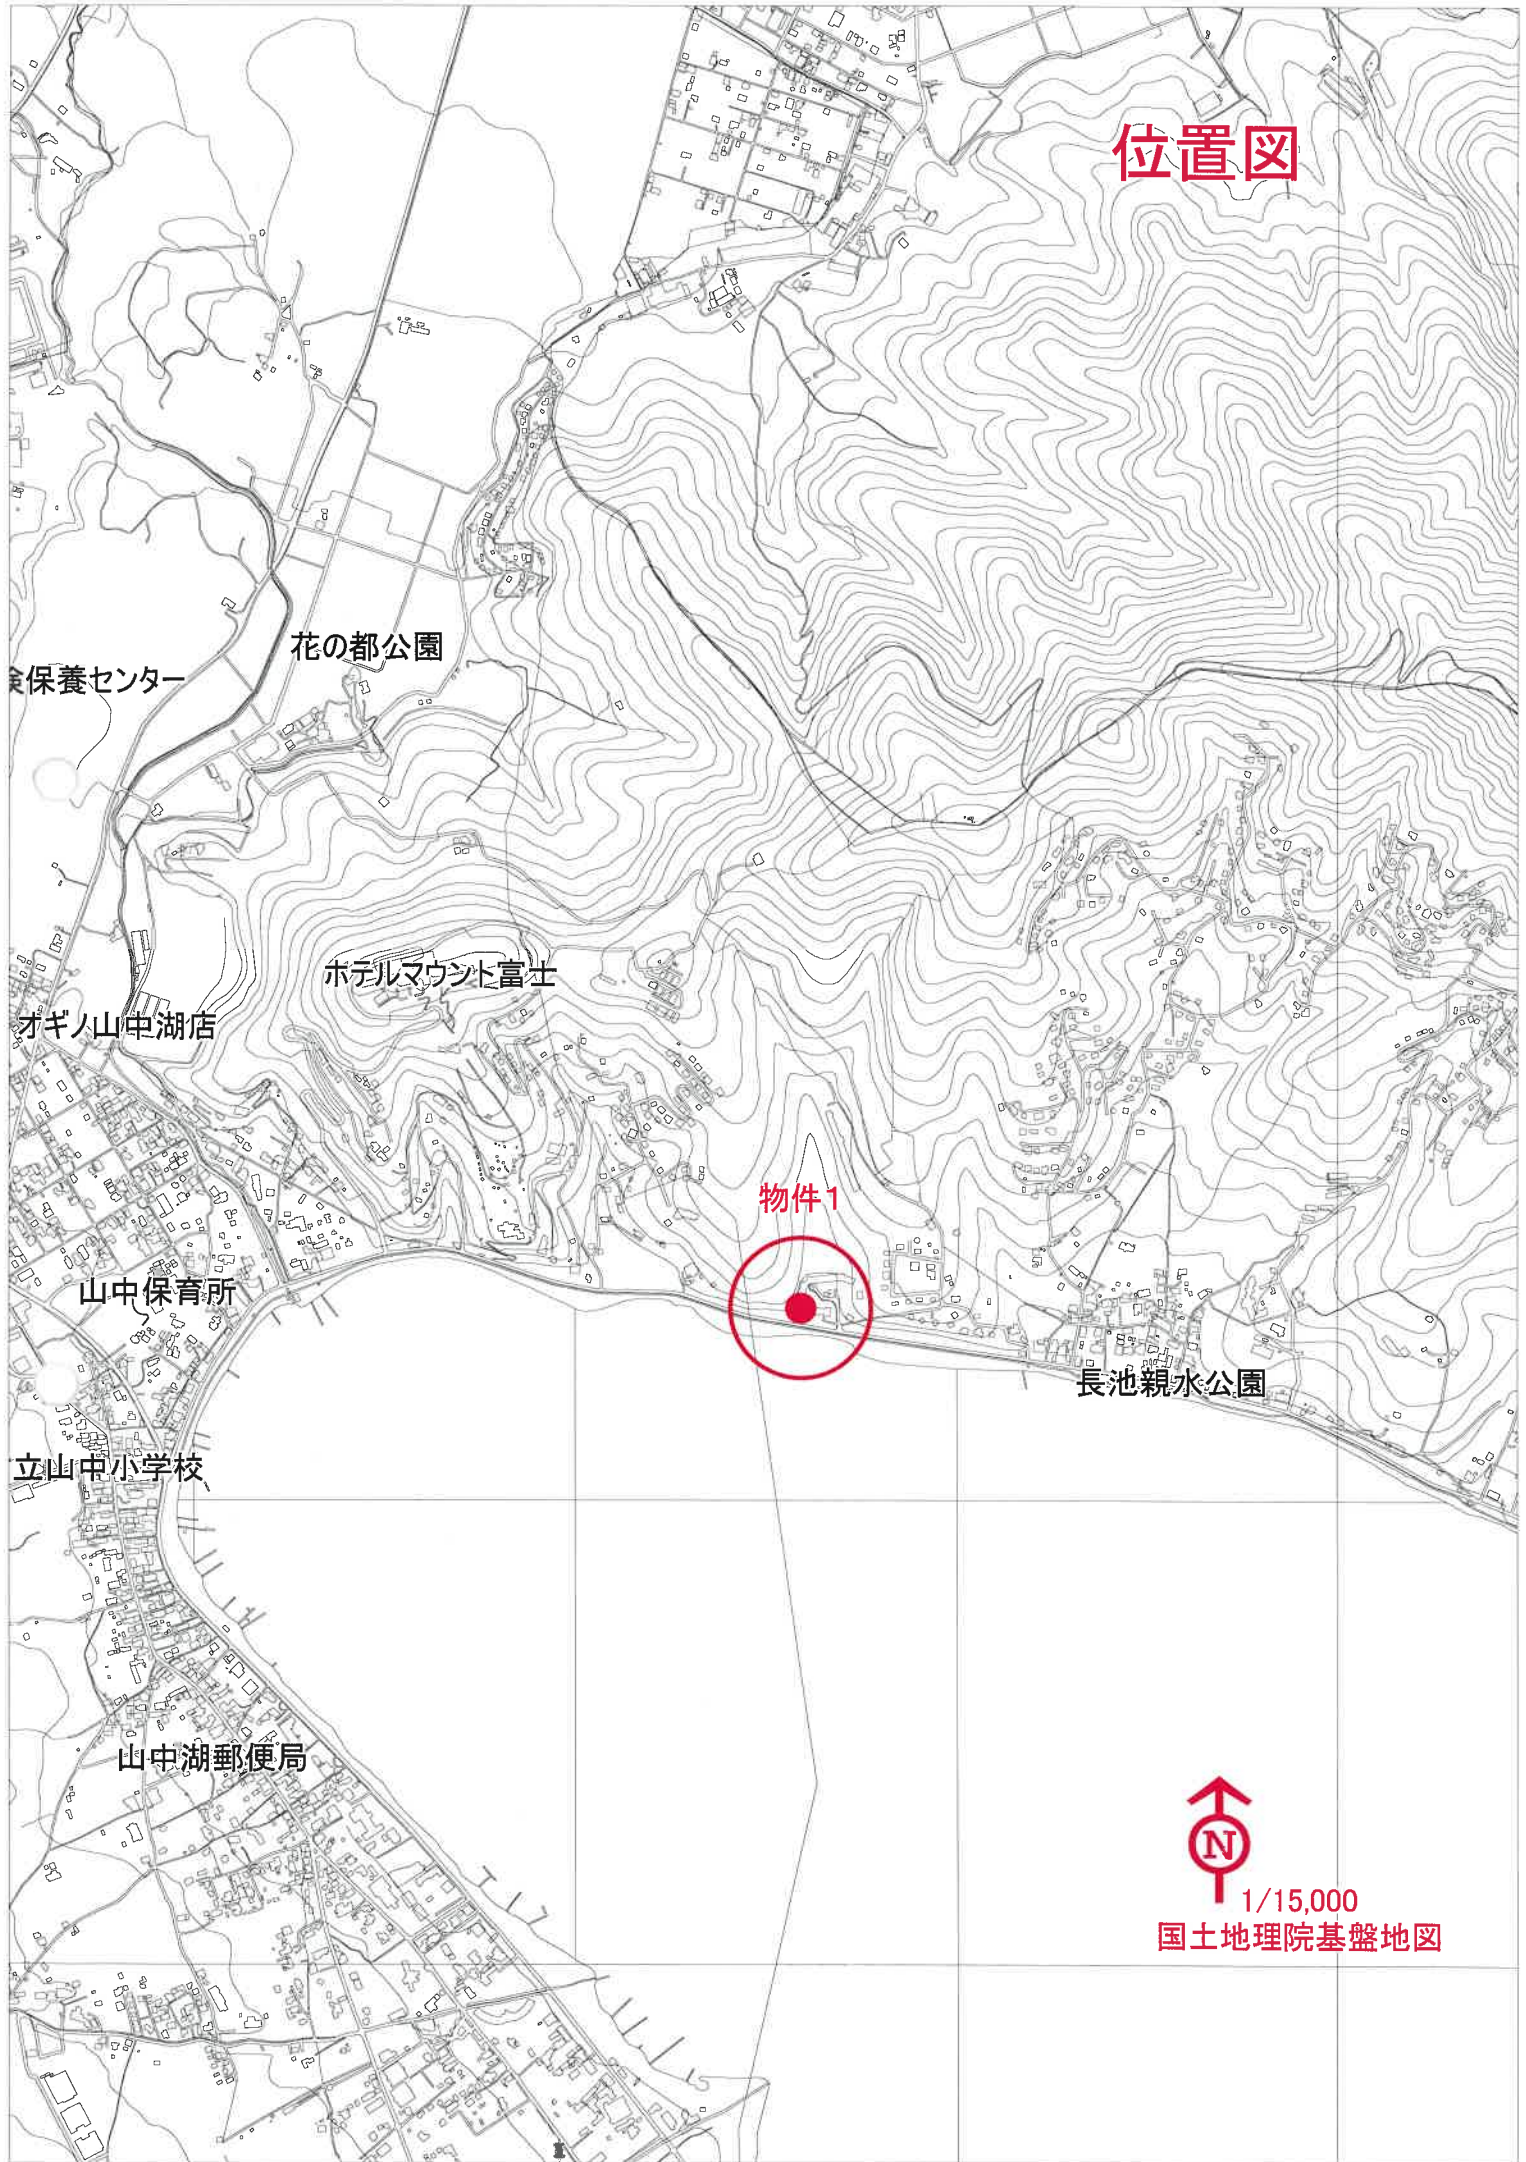 位置図
花の都公園
険保養センター
ホテルマウント富士
オギノ山中湖店
物件1
山中保育所
長池親水公園
立山中小学校
山中湖郵便局
N
1/15,000
国土地理院基盤地図